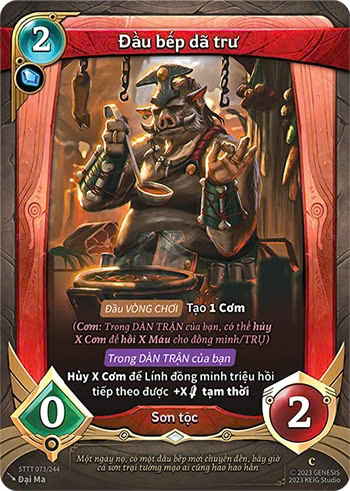 2
Đầu bếp dã trư
Đầu VÒNG CHƠI Tạo 1 Cơm
(Cơm: Trong DÀN TRẬN của bạn, có thể hủy
X Cơm để hồi X Máu cho đồng minh/TRỤ)
Trong DÀN TRẬN của bạn
Hủy X Cơm để Lính đồng minh triệu hồi
tiếp theo được +X tạm thời
0
Sơn tộc
2
C
STTT 073/244
Đại Ma
Một ngày nọ, có một đầu bếp mới chuyển đến, bây giờ
cả sơn trại tướng mạo ai cũng hao hao hắn
©2023 GENESIS
2023 KEIG Studio